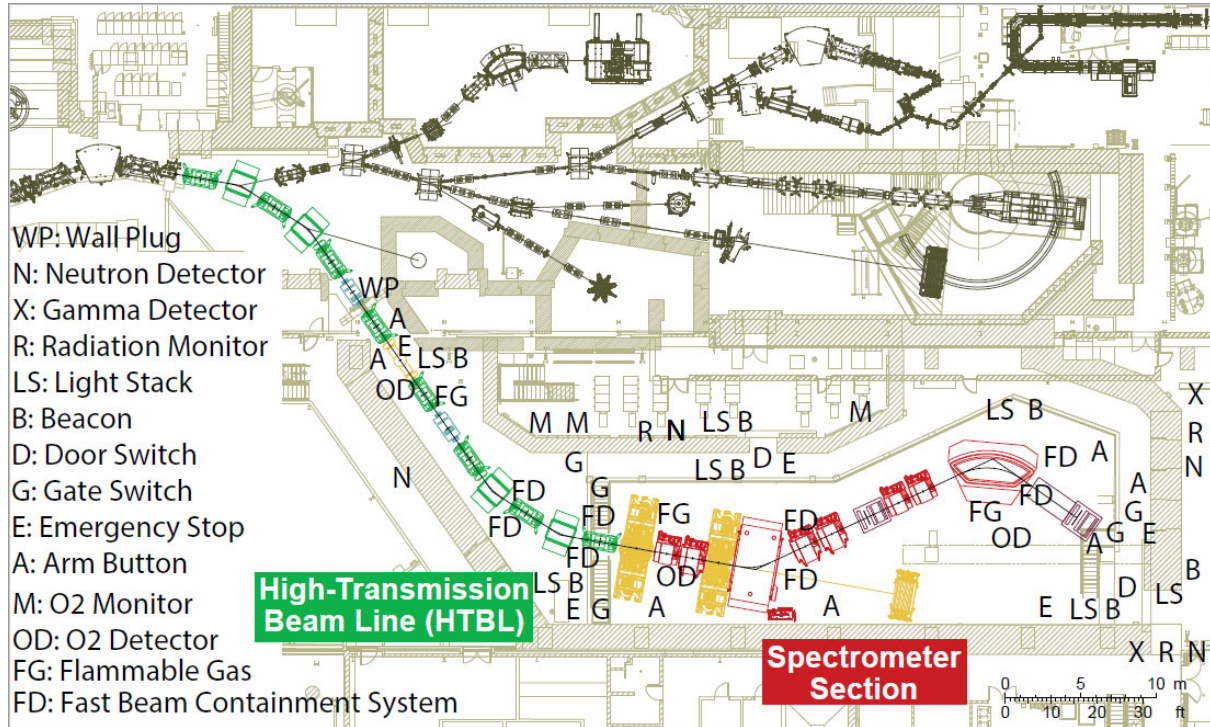 WP: Wall Plug
N: Neutron Detector
X: Gamma Detector
R: Radiation Monitor
LS: Light Stack
B: Beacon
D: Door Switch
G: Gate Switch
E: Emergency Stop
A: Arm Button
M: O2 Monitor
OD: O2 Detector
FG: Flammable Gas
FD: Fast Beam Containment System
WP
A
E
A
LS B
OD
FG
N
FD
FD
FD
M M
R N
LS B
M
G
LS B
D
E
G
FD
FG
OD
LS B
E G
A
FD
FD
A
LS B
FD
A
FD
FG
OD
A
G
G
E
A
X
R
N
B
D
LS
E
LS B
X R N
High-Transmission
Beam Line (HTBL)
Spectrometer
Section
0 5 10 m
0 10 20 30 ft